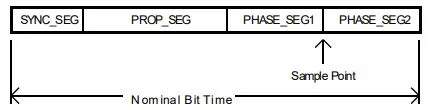 SYNC_SEG PROP_SEG PHASE_SEG1 PHASE_SEG2
Sample Point
Nominal Bit Time